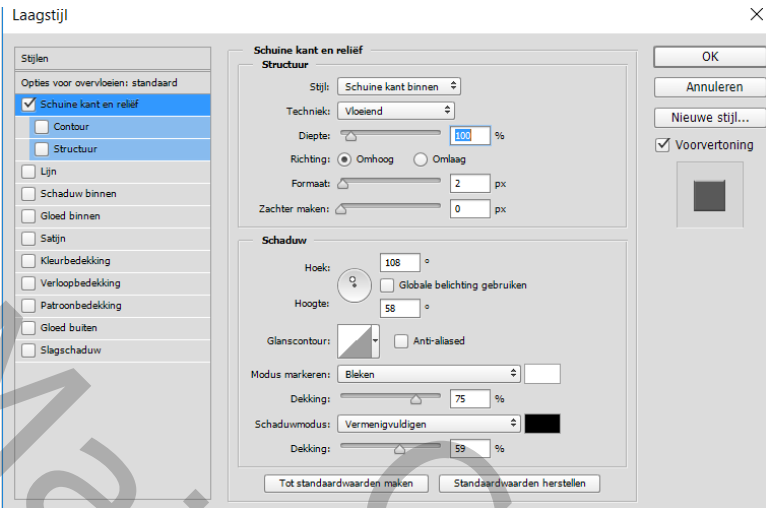 Laagstijl
Stijlen
Opties voor overvloeien: standaard
Schuine kant en reliëf
Contour
Structuur
Lijn
Schaduw binnen
Gloed binnen
Satijn
Kleurbedekking
Verloopbedekking
Patroonbedekking
Gloed buiten
Slagschaduw
Schuine kant en reliëf
Structuur
Stijl: Schuine kant binnen
Techniek: Vloeiend
Diepte: 100 %
Richting: Omhoog Omlaag
Formaat: 2 px
Zachter maken: 0 px
Schaduw
Hoek: 108 °
Globale belichting gebruiken
Hoogte: 58 °
Glanscontour: Anti-aliased
Modus markeren: Bleken
Dekking: 75 %
Schaduwmodus: Vermenigvuldigen
Dekking: 59 %
Tot standaardwaarden maken Standaardwaarden herstellen
OK
Annuleren
Nieuwe stijl...
Voorvertoning